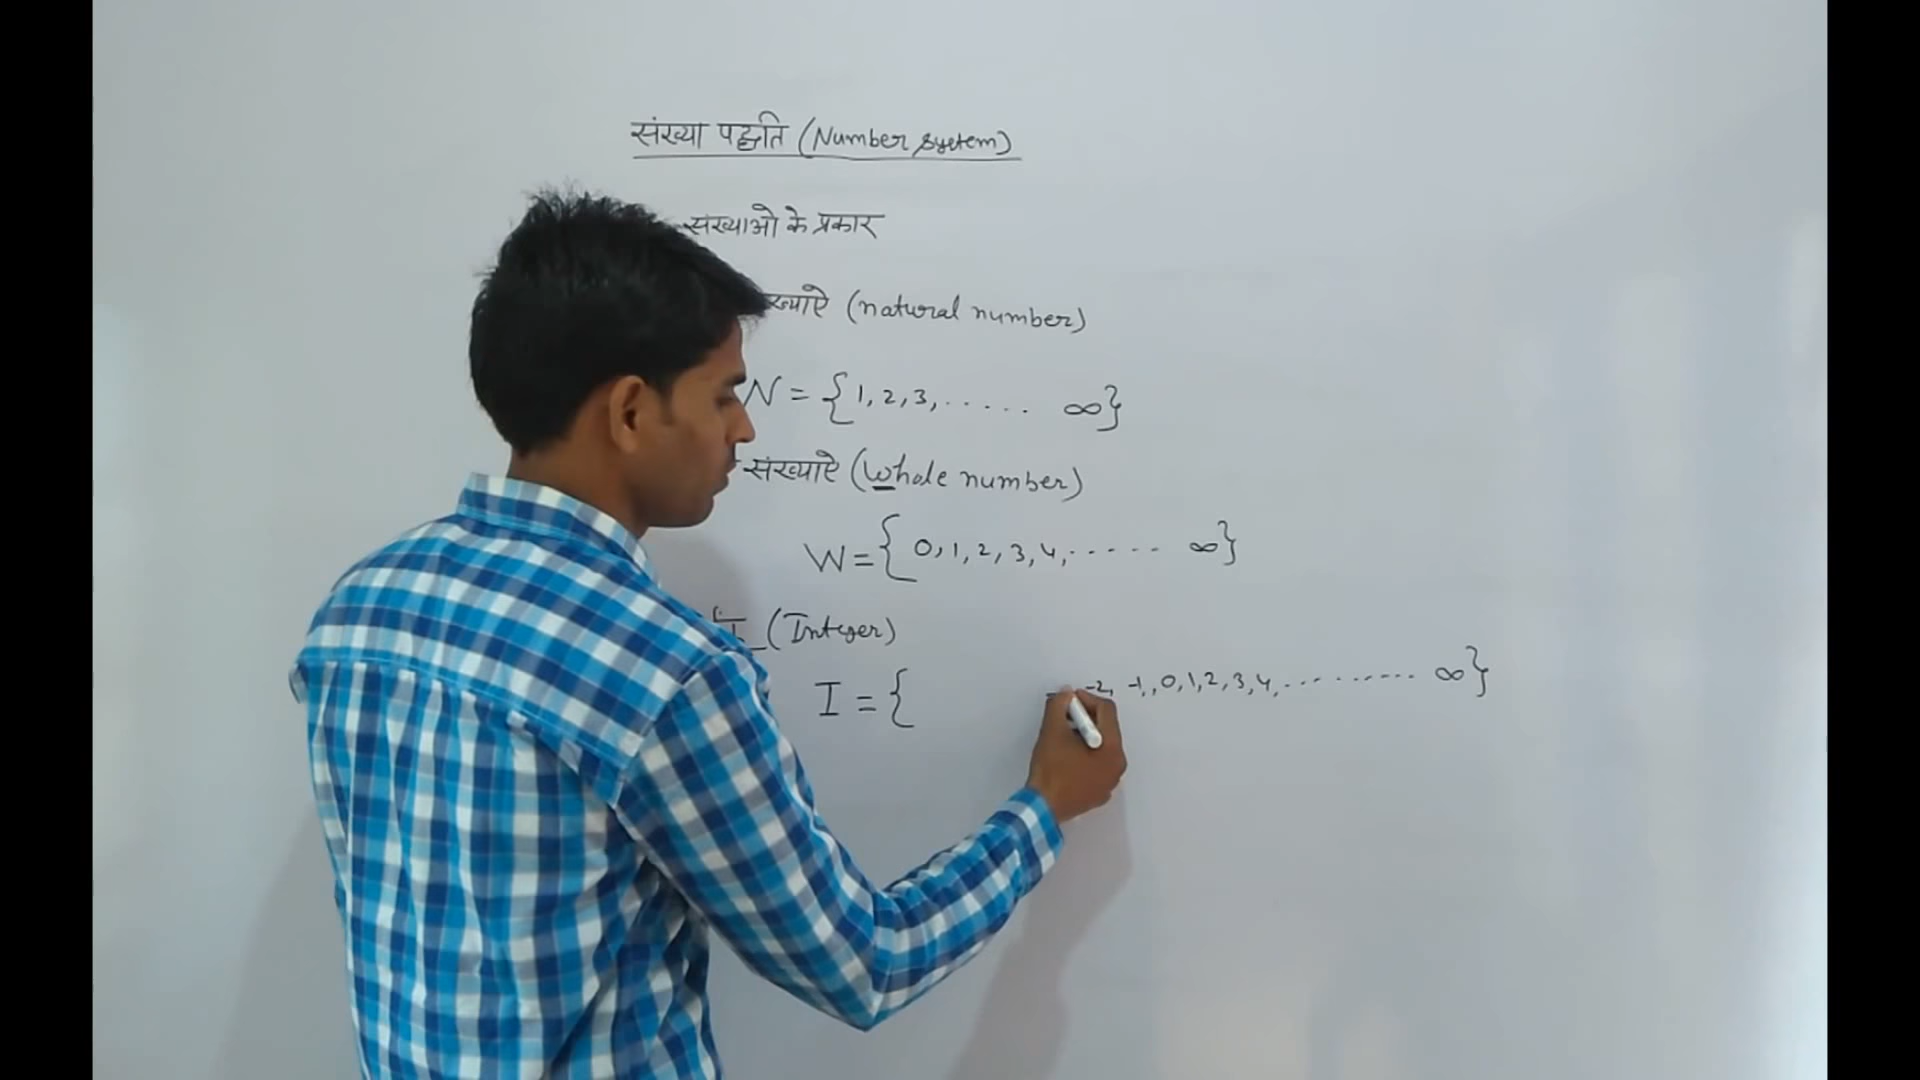 संख्या पद्धति (Number system)
संख्याओ के प्रकार
(natural number)
N = {1, 2, 3, ..... ∞}
संख्याऐ (Whole number)
W = {0, 1, 2, 3, 4, ..... ∞}
(Integer)
I = { -2, -1, 0, 1, 2, 3, 4, .......... ∞}